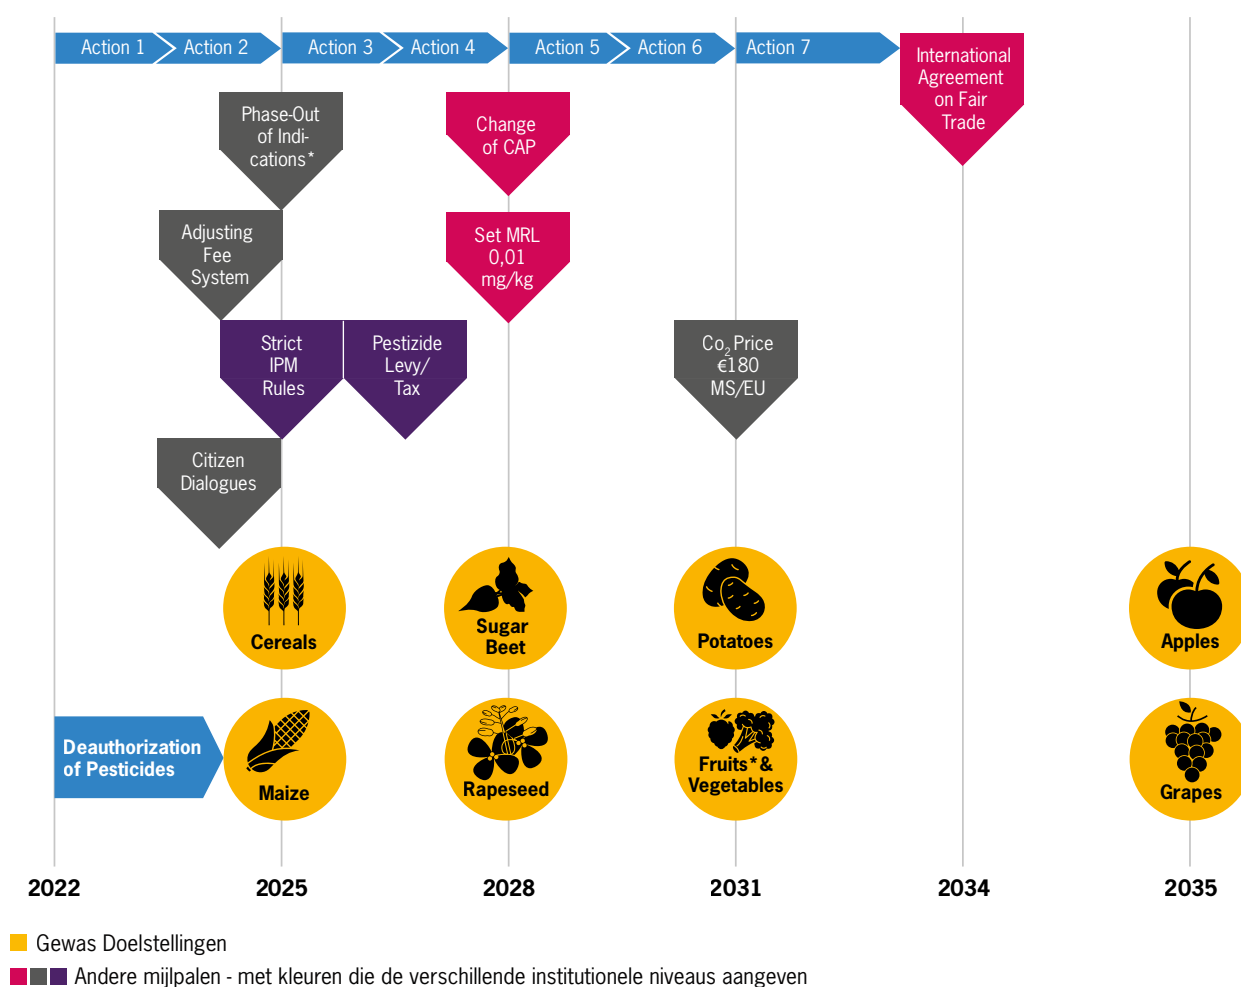 Action 1
Action 2
Action 3
Action 4
Action 5
Action 6
Action 7
International
Agreement
on Fair
Trade
Phase-Out
of Indi-
cations*
Change
of CAP
Adjusting
Fee
System
Set MRL
0,01
mg/kg
Strict
IPM
Rules
Pestizide
Levy/
Tax
Co₂ Price
€180
MS/EU
Citizen
Dialogues
Cereals
Sugar
Beet
Potatoes
Apples
Deauthorization
of Pesticides
Maize
Rapeseed
Fruits* &
Vegetables
Grapes
2022
2025
2028
2031
2034
2035
Gewas Doelstellingen
Andere mijlpalen - met kleuren die de verschillende institutionele niveaus aangeven